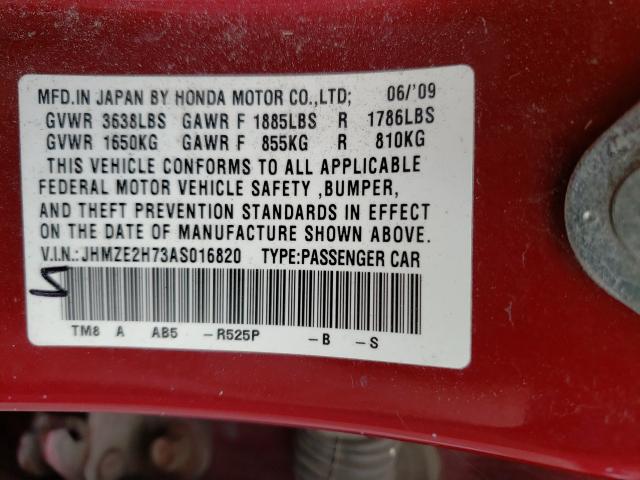 MFD.IN JAPAN BY HONDA MOTOR CO.,LTD; 06/'09
GVWR 3638LBS GAWR F 1885LBS R 1786LBS
GVWR 1650KG GAWR F 855KG R 810KG
THIS VEHICLE CONFORMS TO ALL APPLICABLE
FEDERAL MOTOR VEHICLE SAFETY ,BUMPER,
AND THEFT PREVENTION STANDARDS IN EFFECT
ON THE DATE OF MANUFACTURE SHOWN ABOVE.
V.I.N.:JHMZE2H73AS016820 TYPE:PASSENGER CAR
TM8 A AB5 -R525P -B -S